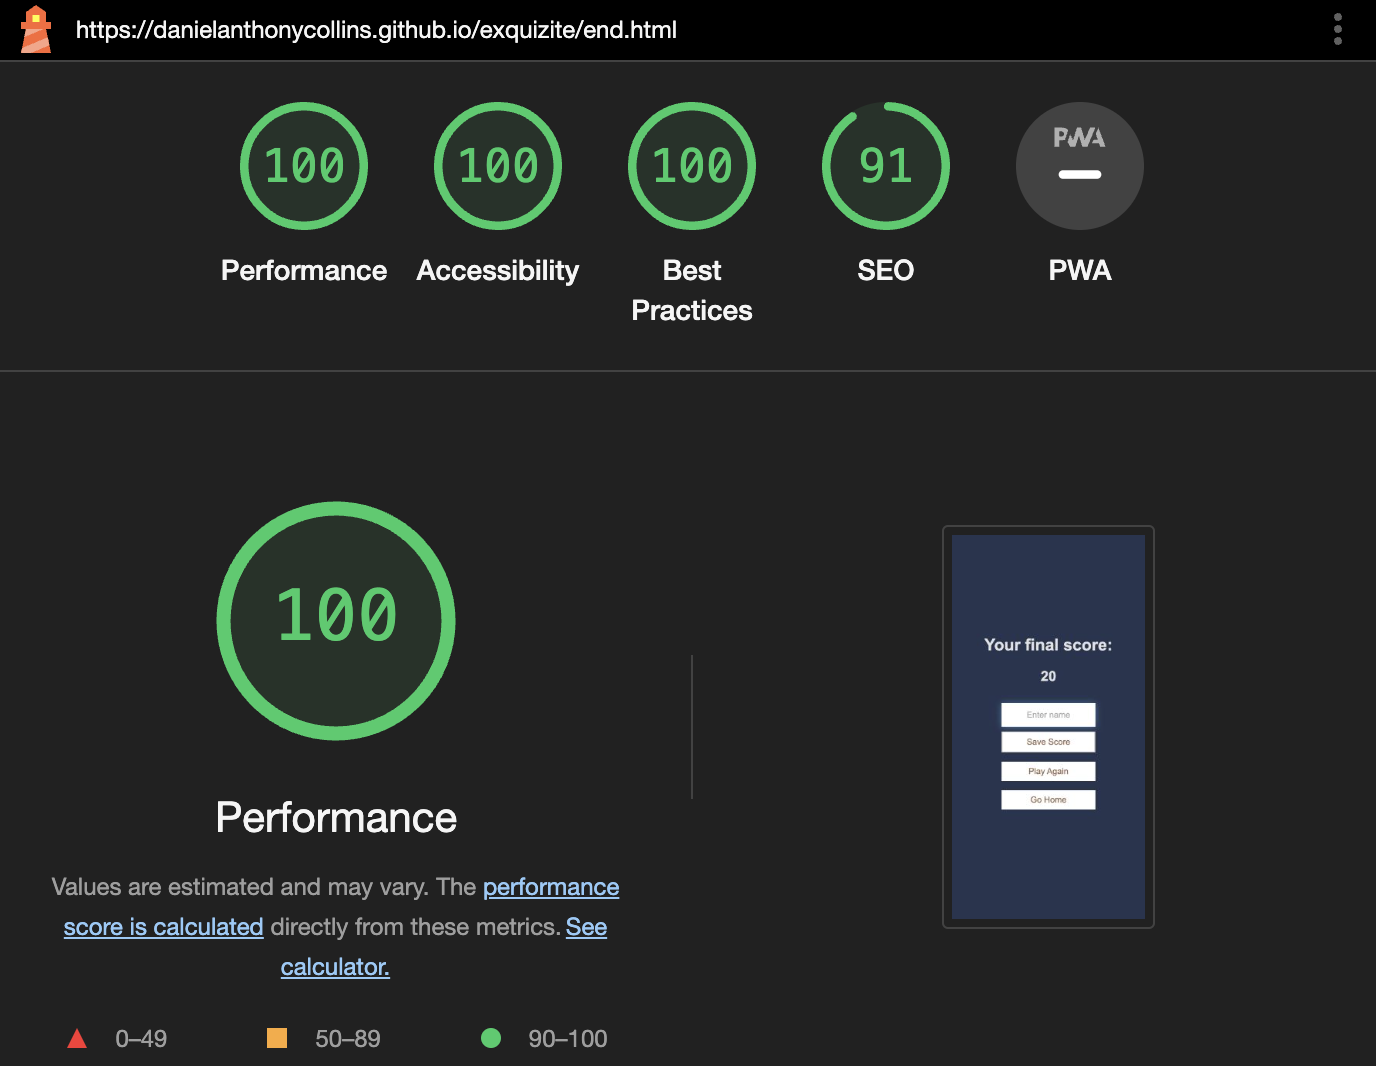 https://danielanthonycollins.github.io/exquizite/end.html
100
100
100
91
PWA
Performance
Accessibility
Best
Practices
SEO
PWA
100
Performance
Values are estimated and may vary. The performance
score is calculated directly from these metrics. See
calculator.
0–49
50–89
90–100
Your final score:
20
Enter name
Save Score
Play Again
Go Home